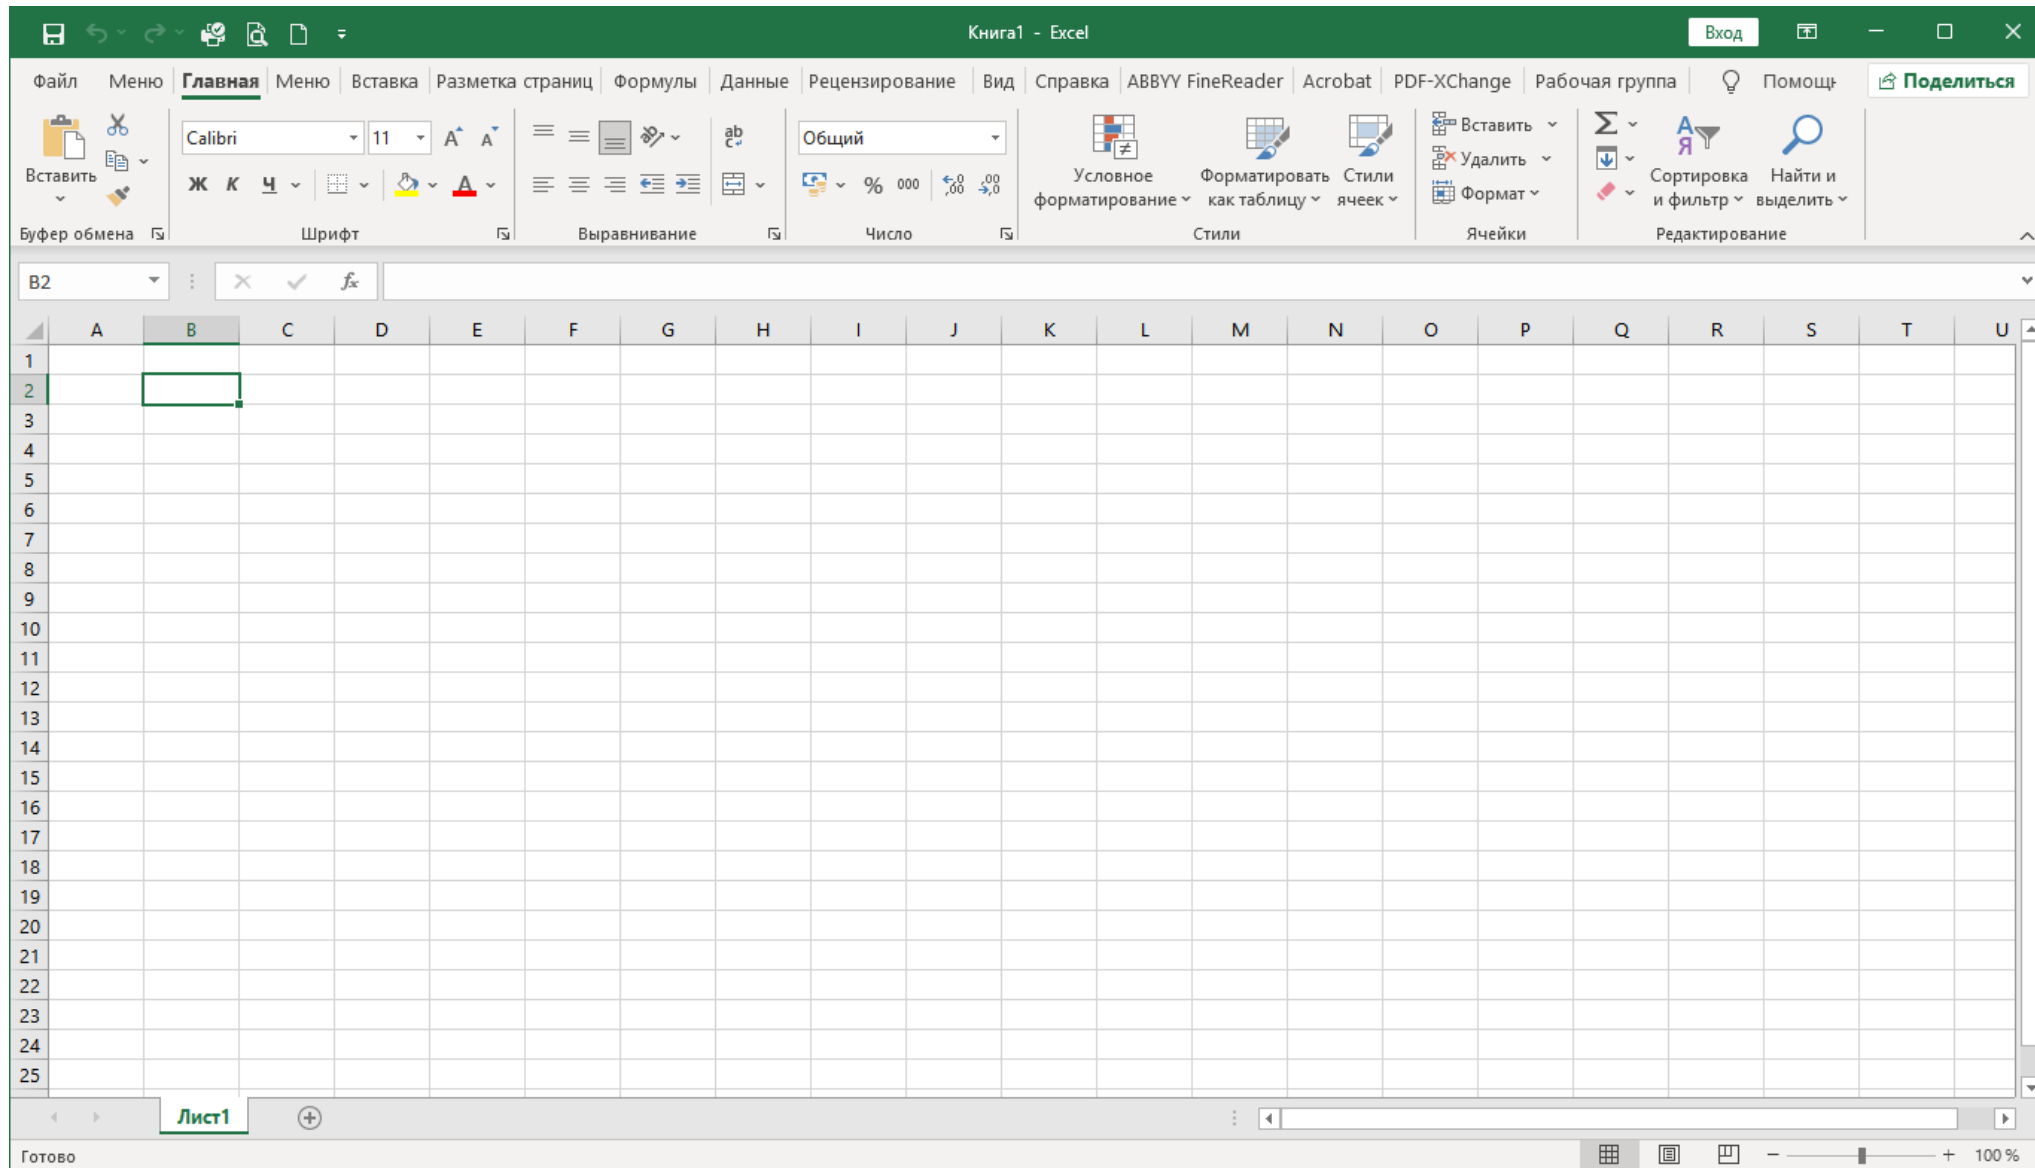 Книга1 - Excel
Вход
Файл Меню Главная Меню Вставка Разметка страниц Формулы Данные Рецензирование Вид Справка ABBYY FineReader Acrobat PDF-XChange Рабочая группа Помощь Поделиться
Calibri 11 Общий
Вставить
Ж К Ч
% 000
Условное форматирование
Форматировать как таблицу
Стили ячеек
Вставить
Удалить
Формат
Сортировка и фильтр
Найти и выделить
Буфер обмена Шрифт Выравнивание Число Стили Ячейки Редактирование
B2 fx
A B C D E F G H I J K L M N O P Q R S T U
1
2
3
4
5
6
7
8
9
10
11
12
13
14
15
16
17
18
19
20
21
22
23
24
25
Лист1
Готово 100 %